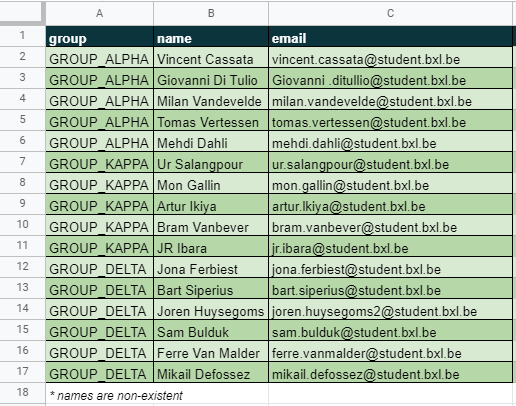 A B C
1 group name email
2 GROUP_ALPHA Vincent Cassata vincent.cassata@student.bxl.be
3 GROUP_ALPHA Giovanni Di Tulio Giovanni .ditullio@student.bxl.be
4 GROUP_ALPHA Milan Vandevelde milan.vandevelde@student.bxl.be
5 GROUP_ALPHA Tomas Vertessen tomas.vertessen@student.bxl.be
6 GROUP_ALPHA Mehdi Dahli mehdi.dahli@student.bxl.be
7 GROUP_KAPPA Ur Salangpour ur.salangpour@student.bxl.be
8 GROUP_KAPPA Mon Gallin mon.gallin@student.bxl.be
9 GROUP_KAPPA Artur Ikiya artur.Ikiya@student.bxl.be
10 GROUP_KAPPA Bram Vanbever bram.vanbever@student.bxl.be
11 GROUP_KAPPA JR Ibara jr.ibara@student.bxl.be
12 GROUP_DELTA Jona Ferbiest jona.ferbiest@student.bxl.be
13 GROUP_DELTA Bart Siperius bart.siperius@student.bxl.be
14 GROUP_DELTA Joren Huysegoms joren.huysegoms2@student.bxl.be
15 GROUP_DELTA Sam Bulduk sam.bulduk@student.bxl.be
16 GROUP_DELTA Ferre Van Malder ferre.vanmalder@student.bxl.be
17 GROUP_DELTA Mikail Defossez mikail.defossez@student.bxl.be
18 * names are non-existent